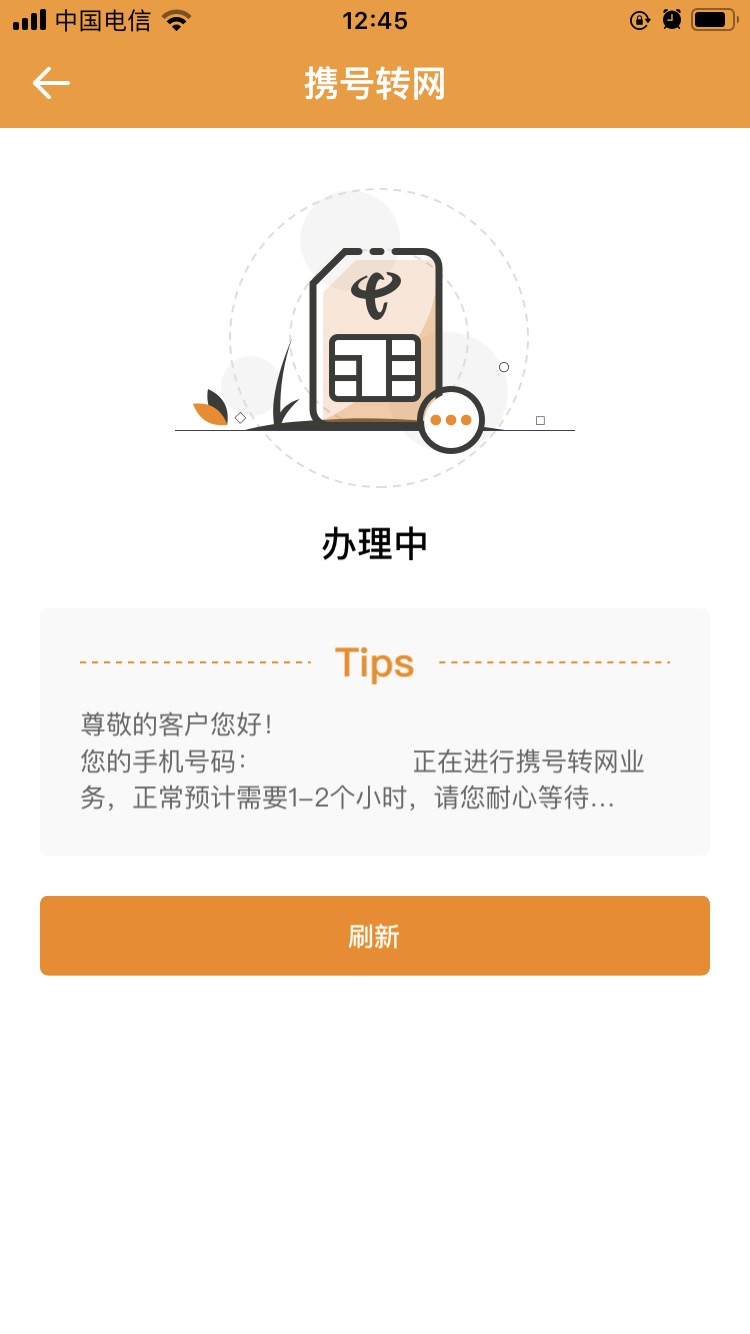 中国电信
12:45
携号转网
办理中
Tips
尊敬的客户您好！
您的手机号码： 正在进行携号转网业
务，正常预计需要1-2个小时，请您耐心等待...
刷新